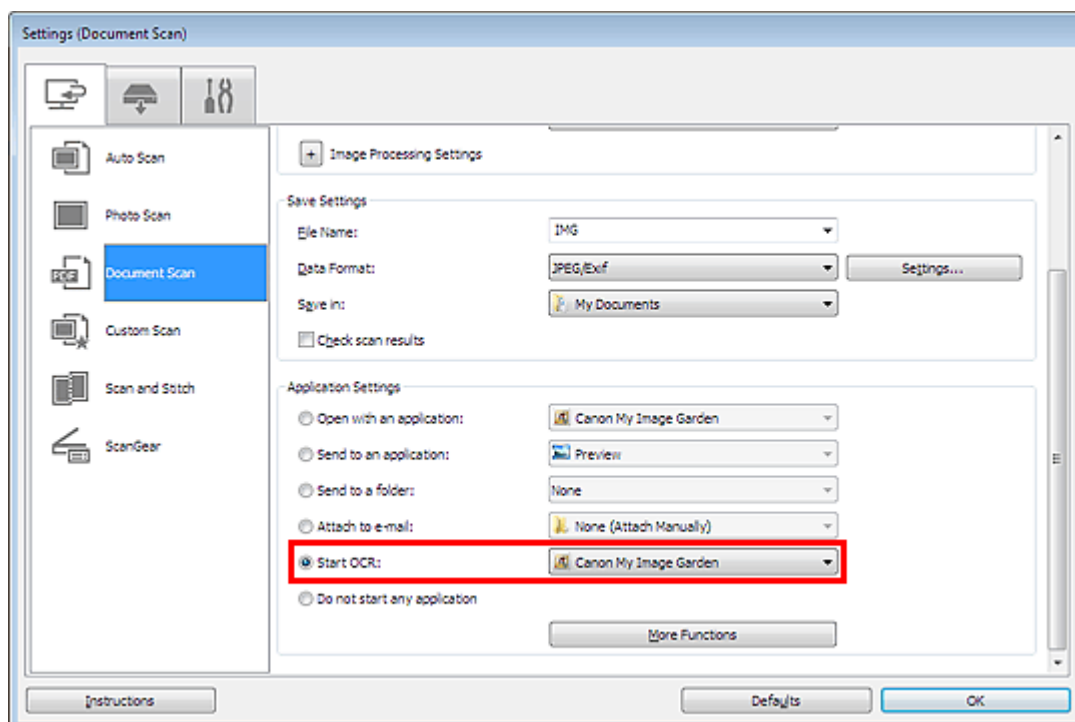 Settings (Document Scan)
Auto Scan
Photo Scan
PDF
Document Scan
Custom Scan
Scan and Stitch
ScanGear
+ Image Processing Settings
Save Settings
File Name: IMG
Data Format: JPEG/Exif Settings...
Save in: My Documents
Check scan results
Application Settings
Open with an application: Canon My Image Garden
Send to an application: Preview
Send to a folder: None
Attach to e-mail: None (Attach Manually)
Start OCR: Canon My Image Garden
Do not start any application
More Functions
Instructions Defaults OK